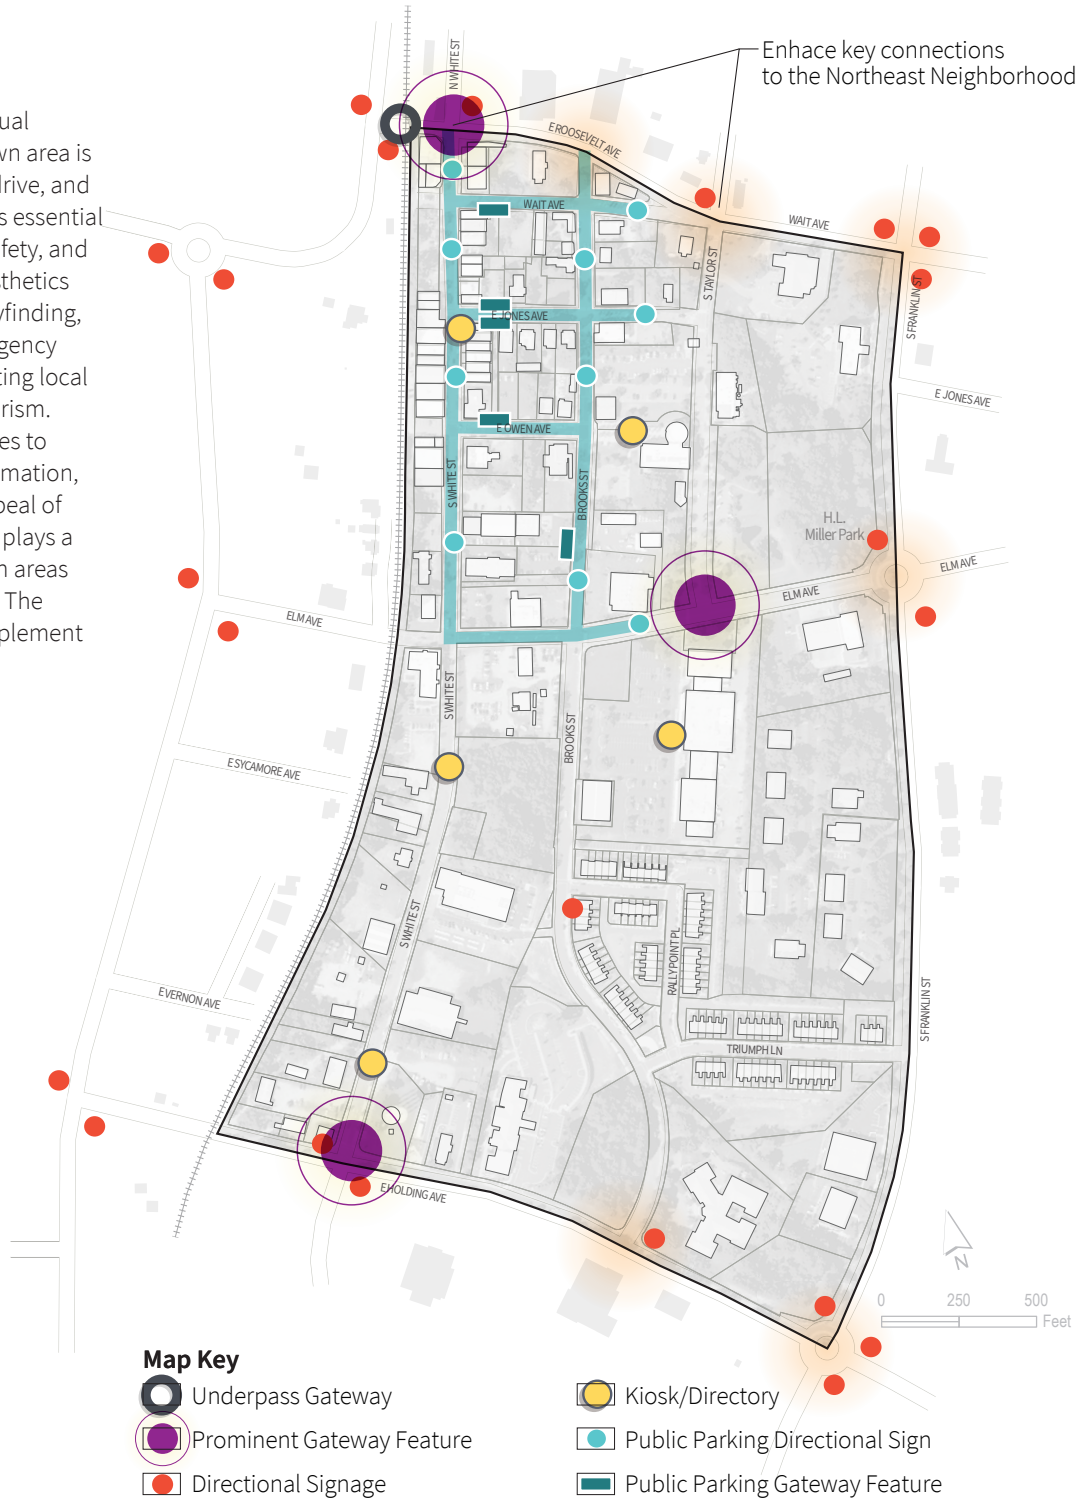 Enhace key connections
to the Northeast Neighborhood
ual
wn area is
drive, and
s essential
fety, and
sthetics
yfinding,
gency
ting local
rism.
es to
rmation,
peal of
plays a
n areas
The
plement
N WHITE ST
E ROOSEVELT AVE
WAIT AVE
WAIT AVE
S TAYLOR ST
S FRANKLIN ST
E JONES AVE
E JONES AVE
E OWEN AVE
S WHITE ST
BROOKS ST
H.L.
Miller Park
ELM AVE
ELM AVE
ELM AVE
S WHITE ST
BROOKS ST
E SYCAMORE AVE
S WHITE ST
RALLYPOINT PL
E VERNON AVE
S FRANKLIN ST
TRIUMPH LN
E HOLDING AVE
N
0 250 500
Feet
Map Key
Underpass Gateway
Prominent Gateway Feature
Directional Signage
Kiosk/Directory
Public Parking Directional Sign
Public Parking Gateway Feature